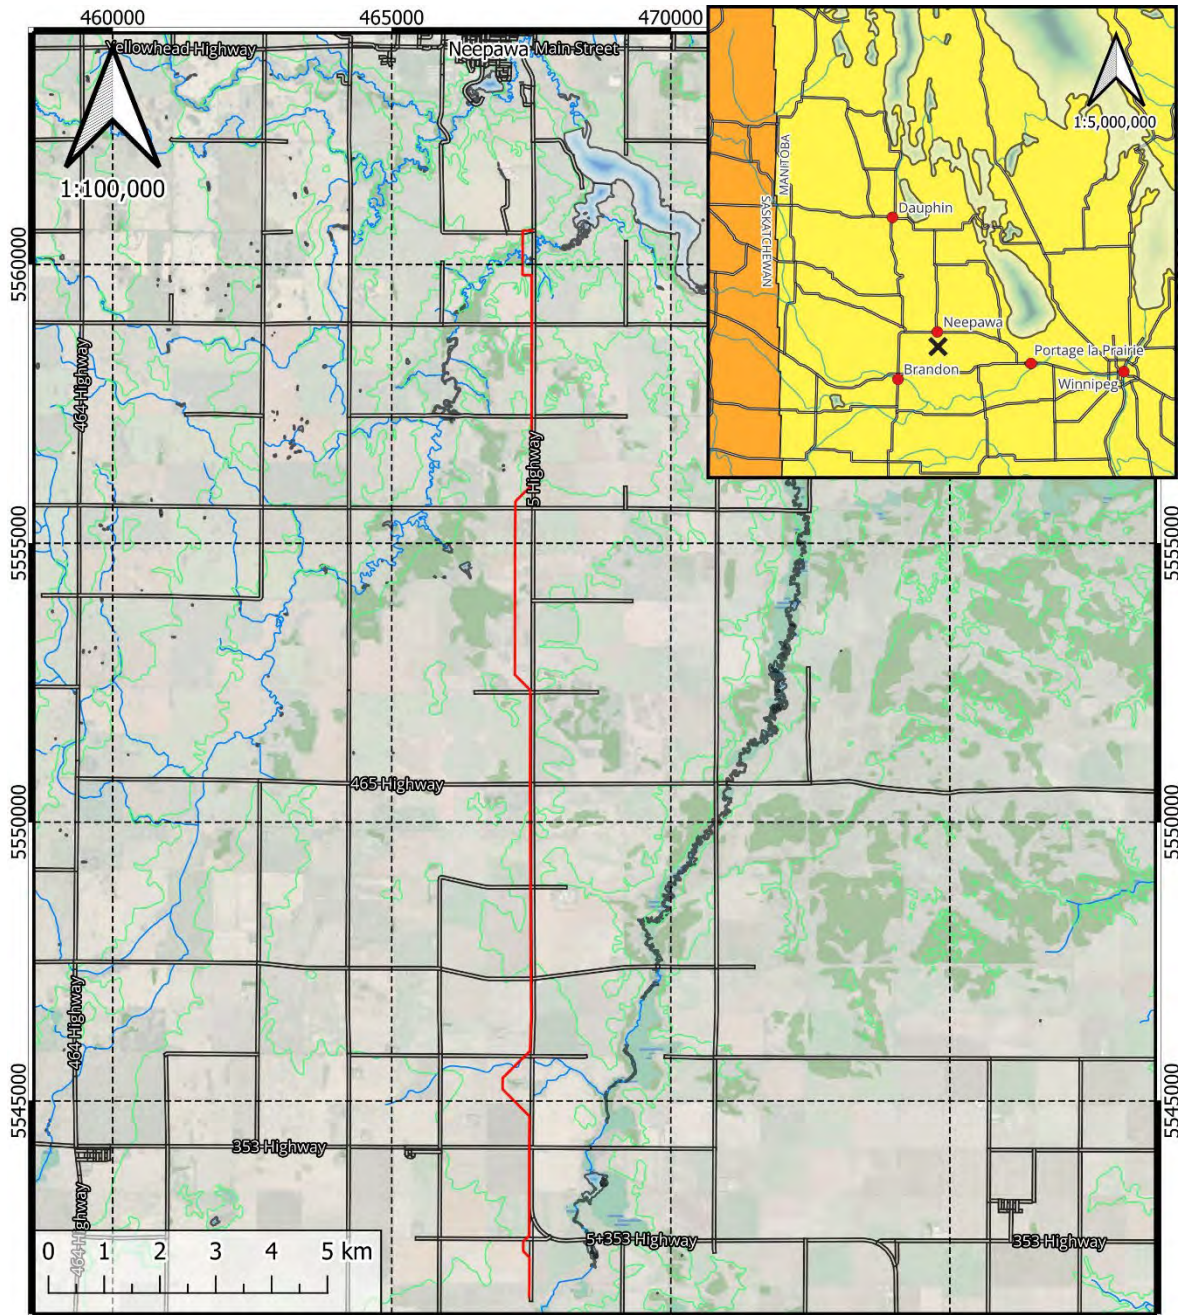 460000
465000
470000
Yellowhead Highway
Neepawa
Main Street
1:100,000
1:5,000,000
MANITOBA
SASKATCHEWAN
Dauphin
Neepawa
Portage la Prairie
Brandon
Winnipeg
5560000
464 Highway
5 Highway
5555000
5555000
465 Highway
5550000
5550000
464 Highway
5545000
5545000
353 Highway
464 Highway
5+353 Highway
353 Highway
0 1 2 3 4 5 km